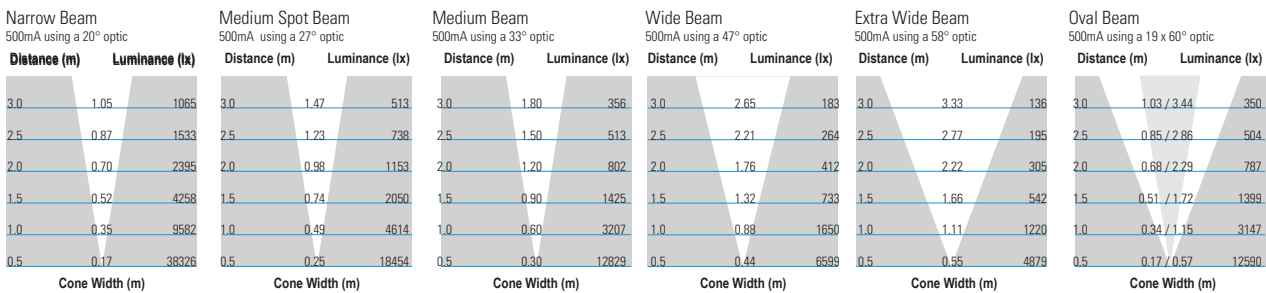 Narrow Beam
500mA using a 20° optic
Distance (m) Luminance (lx)
3.0 1.05 1065
2.5 0.87 1533
2.0 0.70 2395
1.5 0.52 4258
1.0 0.35 9582
0.5 0.17 38326
Cone Width (m)
Medium Spot Beam
500mA using a 27° optic
Distance (m) Luminance (lx)
3.0 1.47 513
2.5 1.23 738
2.0 0.98 1153
1.5 0.74 2050
1.0 0.49 4614
0.5 0.25 18454
Cone Width (m)
Medium Beam
500mA using a 33° optic
Distance (m) Luminance (lx)
3.0 1.80 356
2.5 1.50 513
2.0 1.20 802
1.5 0.90 1425
1.0 0.60 3207
0.5 0.30 12829
Cone Width (m)
Wide Beam
500mA using a 47° optic
Distance (m) Luminance (lx)
3.0 2.65 183
2.5 2.21 264
2.0 1.76 412
1.5 1.32 733
1.0 0.88 1650
0.5 0.44 6599
Cone Width (m)
Extra Wide Beam
500mA using a 58° optic
Distance (m) Luminance (lx)
3.0 3.33 136
2.5 2.77 195
2.0 2.22 305
1.5 1.66 542
1.0 1.11 1220
0.5 0.55 4879
Cone Width (m)
Oval Beam
500mA using a 19 x 60° optic
Distance (m) Luminance (lx)
3.0 1.03 / 3.44 350
2.5 0.85 / 2.86 504
2.0 0.68 / 2.29 787
1.5 0.51 / 1.72 1399
1.0 0.34 / 1.15 3147
0.5 0.17 / 0.57 12590
Cone Width (m)